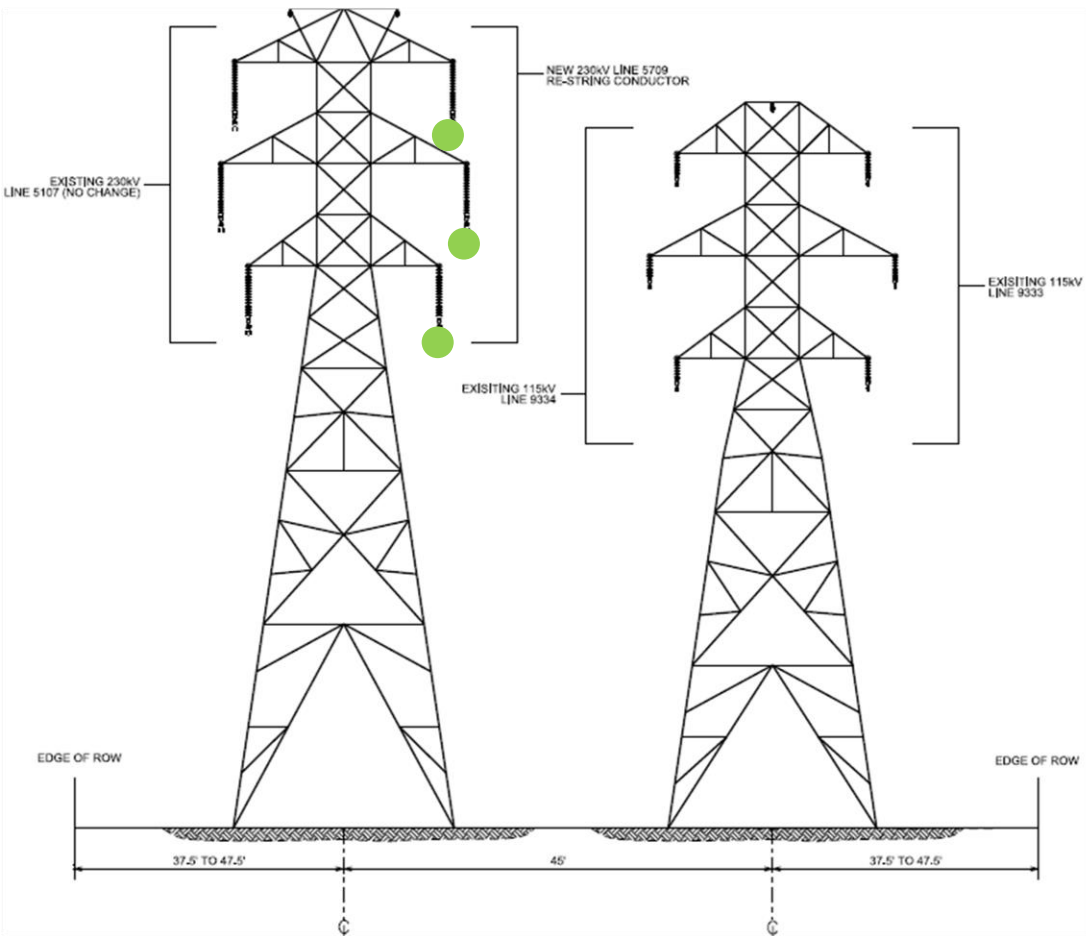 NEW 230kV LINE 5709
RE-STRING CONDUCTOR
EXISTING 230kV
LINE 5107 (NO CHANGE)
EXISITING 115kV
LINE 9333
EXISITING 115kV
LINE 9334
EDGE OF ROW
EDGE OF ROW
37.5' TO 47.5'
45'
37.5' TO 47.5'
℄
℄